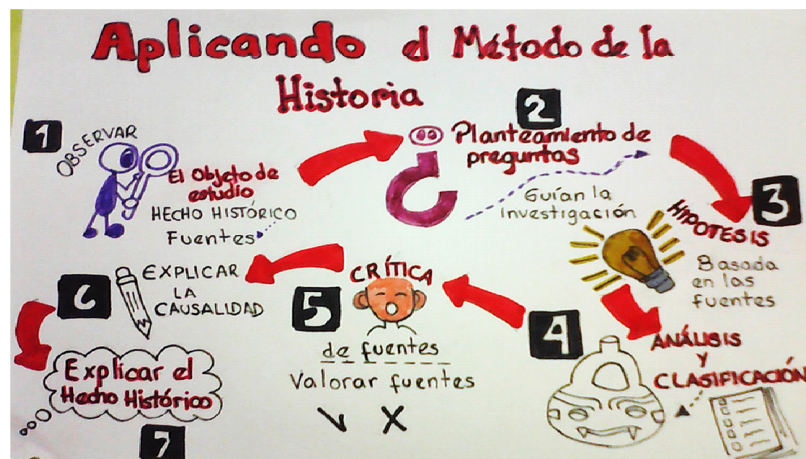 Aplicando el Método de la
Historia
1
OBSERVAR
El Objeto de
estudio
HECHO HISTÓRICO
Fuentes
2
Planteamiento de
preguntas
Guían la
investigación
3
HIPOTESIS
Basada
en las
fuentes
4
ANÁLISIS
Y
CLASIFICACIÓN
5
CRÍTICA
de fuentes
Valorar fuentes
6
EXPLICAR
LA
CAUSALIDAD
Explicar el
Hecho Histórico
7